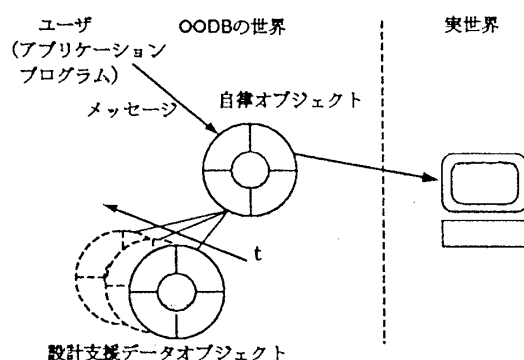 ユーザ
(アプリケーション
プログラム)
OODBの世界
実世界
メッセージ
自律オブジェクト
t
設計支援データオブジェクト